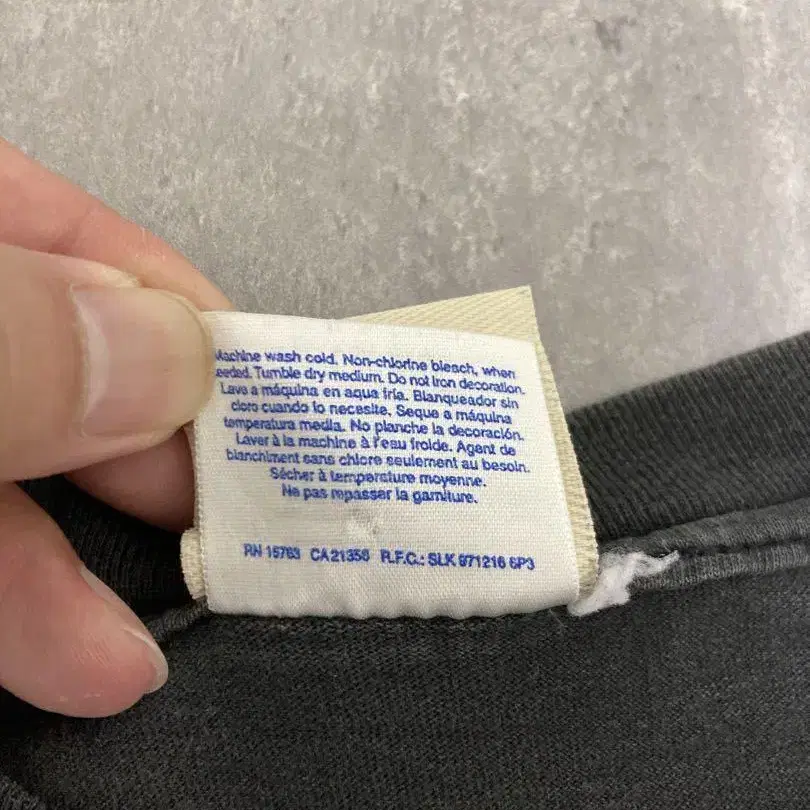 Machine wash cold. Non-chlorine bleach, when
needed. Tumble dry medium. Do not iron decoration.
Lave a máquina en aqua fría. Blanqueador sin
cloro cuando lo necesite. Seque a máquina
temperatura media. No planche la decoración.
Laver à la machine à l'eau froide. Agent de
blanchiment sans chlore seulement au besoin.
Sécher à température moyenne.
Ne pas repasser la garniture.
RN 15763 CA 21356 R.F.C.: SLK 971216 6P3